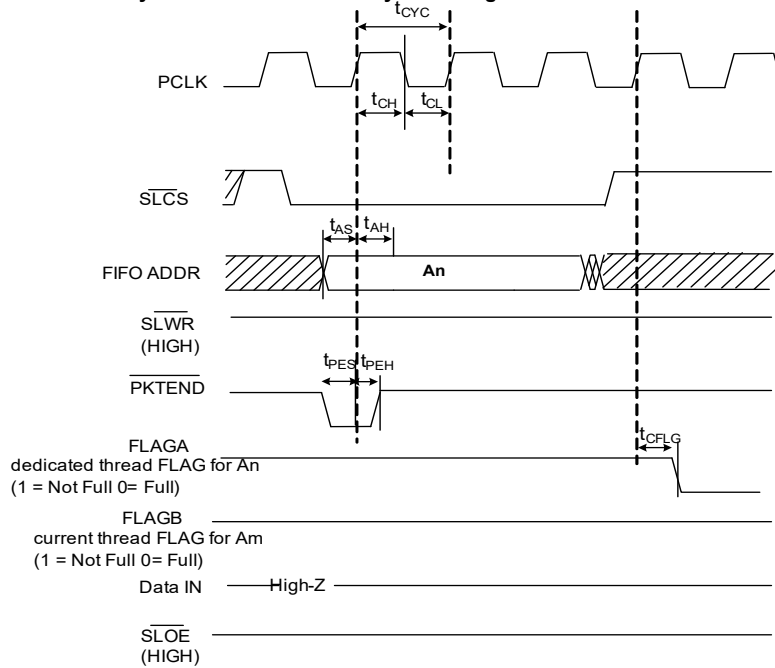 tCYC
PCLK
tCH
tCL
SLCS
tAS
tAH
FIFO ADDR
An
SLWR
(HIGH)
tPES
tPEH
PKTEND
tCFLG
FLAGA
dedicated thread FLAG for An
(1 = Not Full 0= Full)
FLAGB
current thread FLAG for Am
(1 = Not Full 0= Full)
Data IN
High-Z
SLOE
(HIGH)